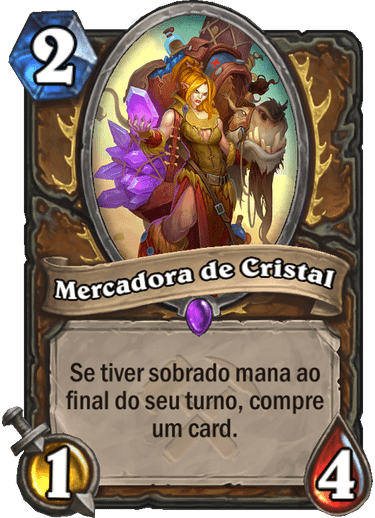 2
Mercadora de Cristal
Se tiver sobrado mana ao
final do seu turno, compre
um card.
1
4